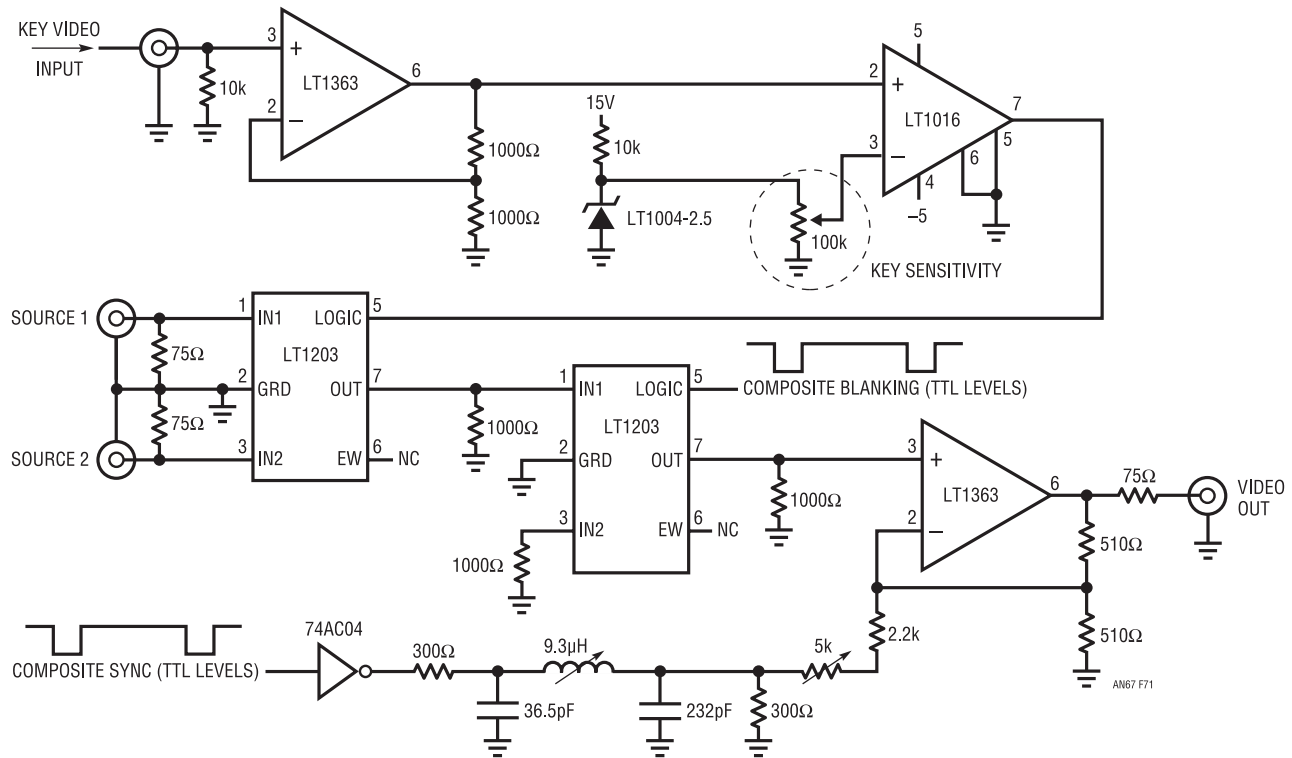 KEY VIDEO
INPUT
10k
3
+
LT1363
2
–
6
1000Ω
1000Ω
15V
10k
LT1004-2.5
100k
KEY SENSITIVITY
5
2
+
LT1016
3
–
7
5
6
4
–5
SOURCE 1
75Ω
75Ω
SOURCE 2
1
IN1
LOGIC
5
LT1203
2
GRD
OUT
7
3
IN2
EW
6
NC
1000Ω
1
IN1
LOGIC
5
COMPOSITE BLANKING (TTL LEVELS)
LT1203
2
GRD
OUT
7
3
IN2
EW
6
NC
1000Ω
1000Ω
3
+
LT1363
2
–
6
75Ω
VIDEO
OUT
510Ω
510Ω
2.2k
5k
COMPOSITE SYNC (TTL LEVELS)
74AC04
300Ω
9.3µH
36.5pF
232pF
300Ω
AN67 F71